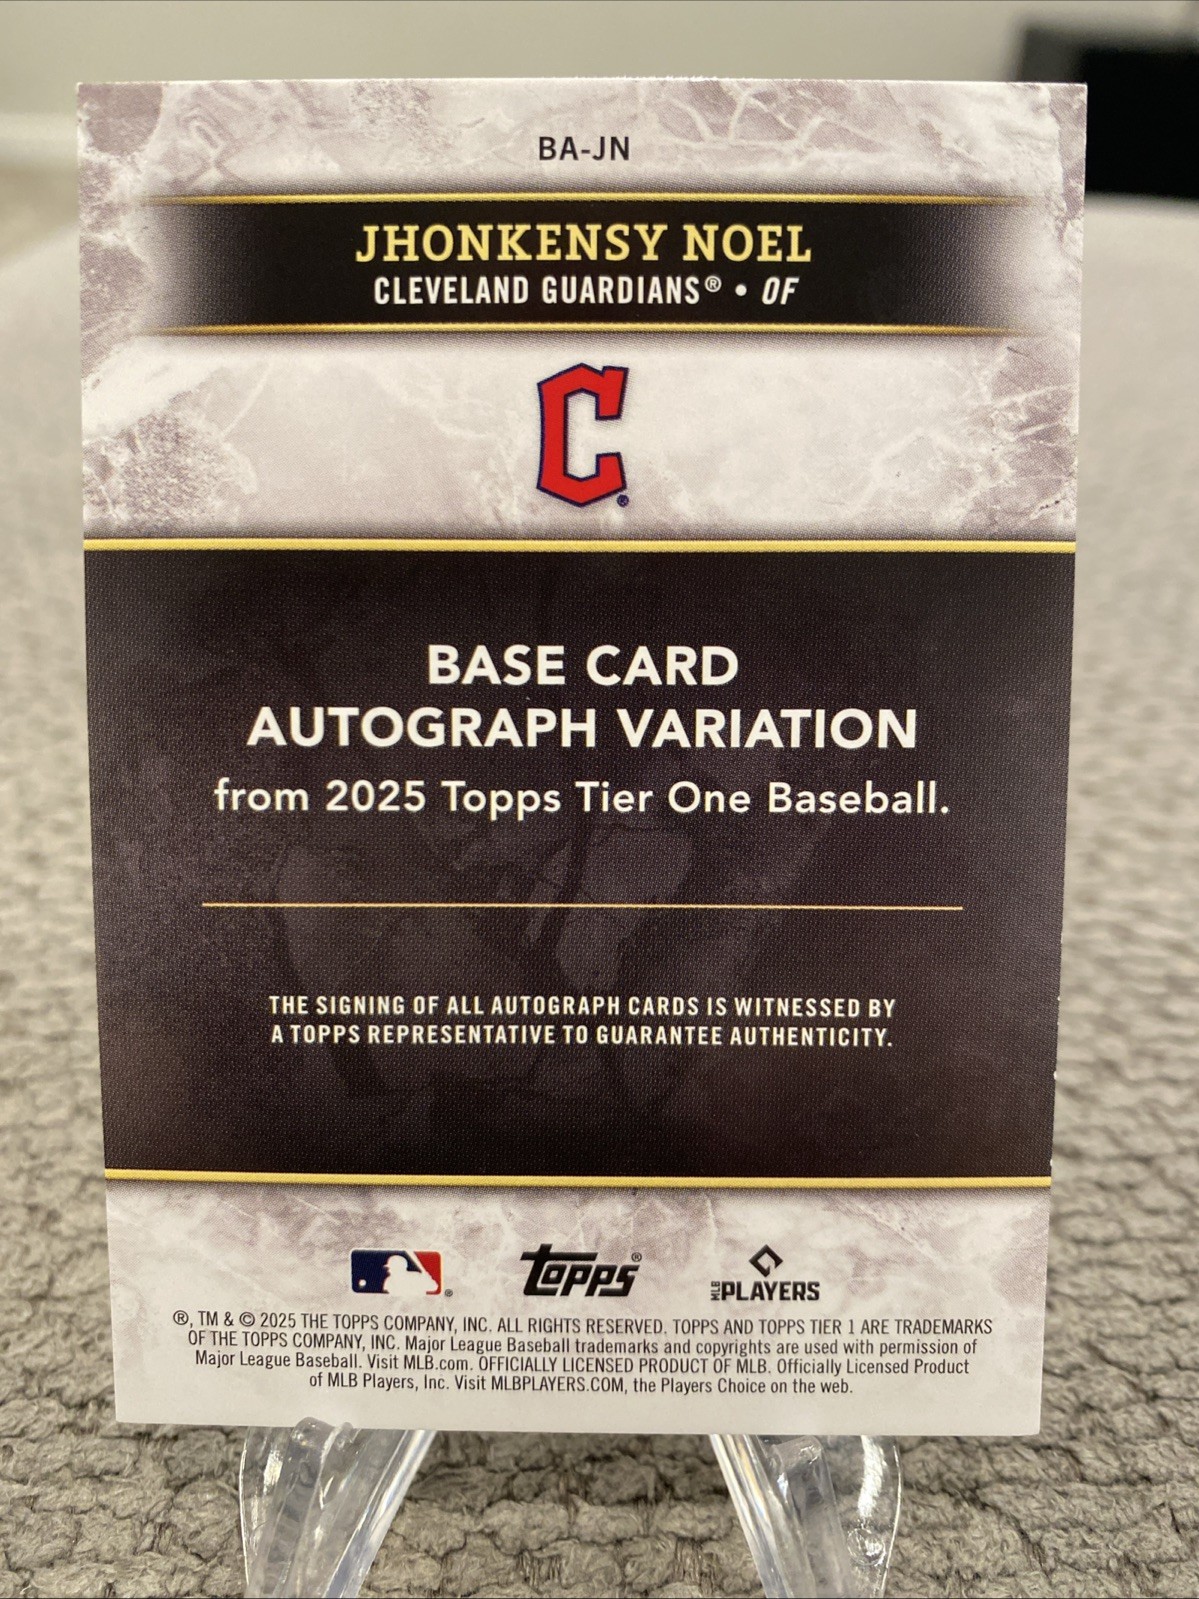 BA-JN
JHONKENSY NOEL
CLEVELAND GUARDIANS® • OF
C®
BASE CARD
AUTOGRAPH VARIATION
from 2025 Topps Tier One Baseball.
THE SIGNING OF ALL AUTOGRAPH CARDS IS WITNESSED BY
A TOPPS REPRESENTATIVE TO GUARANTEE AUTHENTICITY.
® Topps® MLB PLAYERS
®, TM & © 2025 THE TOPPS COMPANY, INC. ALL RIGHTS RESERVED. TOPPS AND TOPPS TIER 1 ARE TRADEMARKS
OF THE TOPPS COMPANY, INC. Major League Baseball trademarks and copyrights are used with permission of
Major League Baseball. Visit MLB.com. OFFICIALLY LICENSED PRODUCT OF MLB. Officially Licensed Product
of MLB Players, Inc. Visit MLBPLAYERS.COM, the Players Choice on the web.